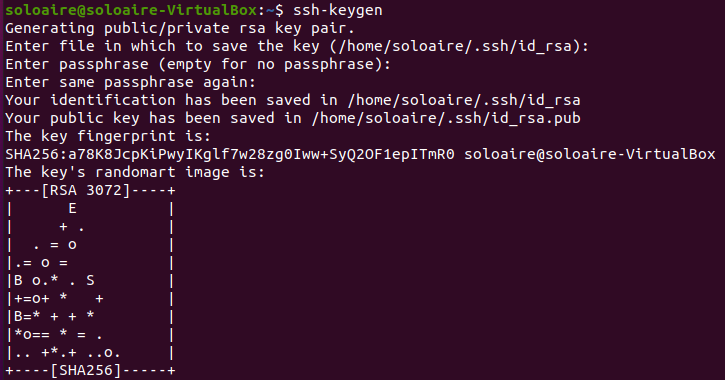 soloaire@soloaire-VirtualBox:~$ ssh-keygen
Generating public/private rsa key pair.
Enter file in which to save the key (/home/soloaire/.ssh/id_rsa):
Enter passphrase (empty for no passphrase):
Enter same passphrase again:
Your identification has been saved in /home/soloaire/.ssh/id_rsa
Your public key has been saved in /home/soloaire/.ssh/id_rsa.pub
The key fingerprint is:
SHA256:a78K8JcpKiPwyIKglf7w28zg0Iww+SyQ2OF1epITmR0 soloaire@soloaire-VirtualBox
The key's randomart image is:
+---[RSA 3072]----+
|      E          |
|     + .         |
|  . = o          |
|.= o =           |
|B o.* . S        |
|+=o+ *   +       |
|B=* + + *        |
|*o== * = .       |
|.. +*.+ ..o.     |
+----[SHA256]-----+